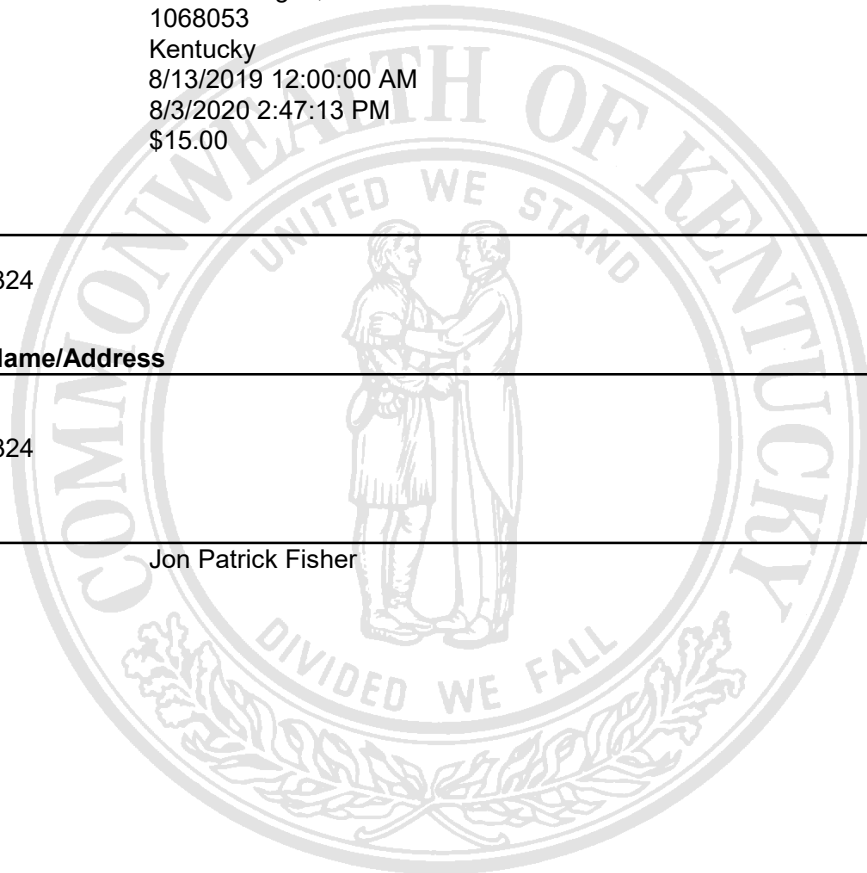 1068053
Kentucky
8/13/2019 12:00:00 AM
8/3/2020 2:47:13 PM
$15.00
COMMONWEALTH OF KENTUCKY
UNITED WE STAND
324
Name/Address
324
Jon Patrick Fisher
DIVIDED WE FALL